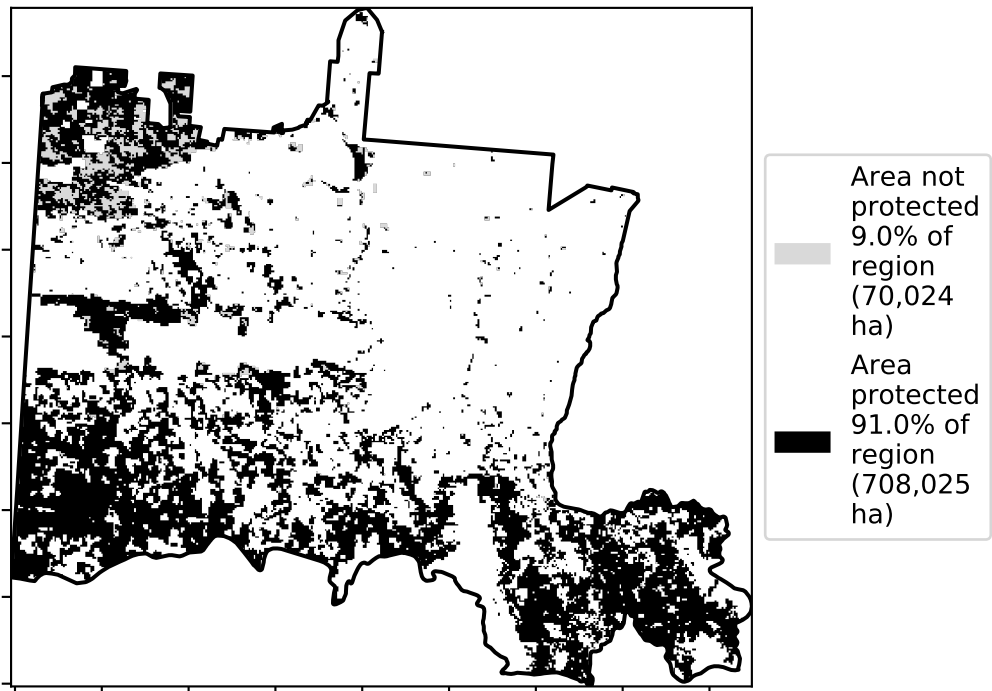 Area not
protected
9.0% of
region
(70,024
ha)
Area
protected
91.0% of
region
(708,025
ha)